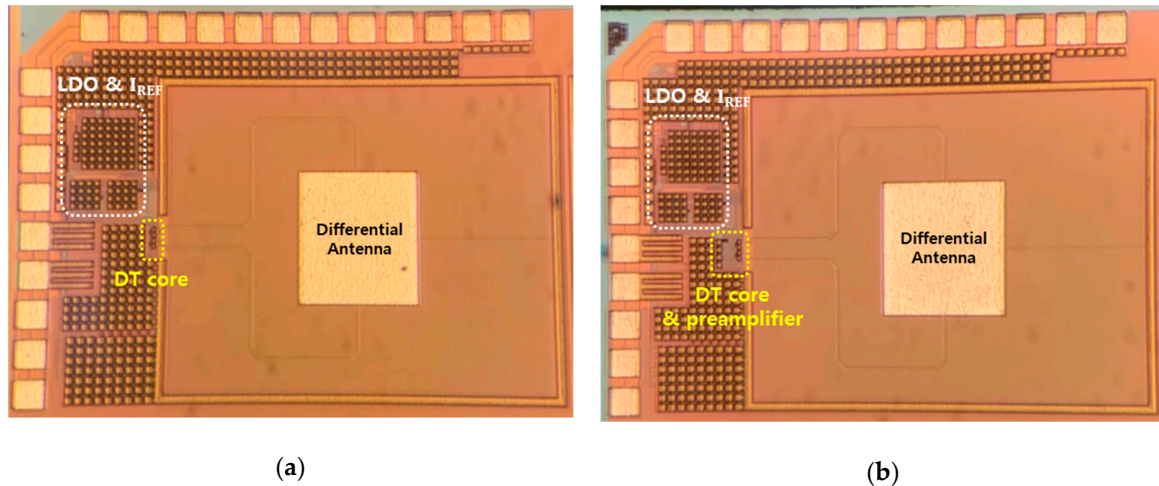 LDO & IREF
Differential
Antenna
DT core
(a)
LDO & IREF
Differential
Antenna
DT core
& preamplifier
(b)